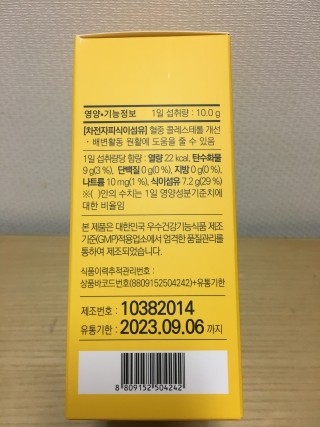 영양•기능정보 1일 섭취량 : 10.0 g
[차전자피식이섬유] 혈중 콜레스테롤 개선
• 배변활동 원활에 도움을 줄 수 있음
1일 섭취량당 함량 : 열량 22 kcal, 탄수화물
9 g(3 %), 단백질 0 g(0 %), 지방 0 g(0 %),
나트륨 10 mg(1 %), 식이섬유 7.2 g(29 %)
※( )안의 수치는 1일 영양성분기준치에
대한 비율임
본 제품은 대한민국 우수건강기능식품 제조
기준(GMP)적용업소에서 엄격한 품질관리를
통하여 제조되었습니다.
식품이력추적관리번호 :
상품바코드번호(8809152504242)+유통기한
제조번호 : 10382014
유통기한 : 2023.09.06 까지
8 809152 504242